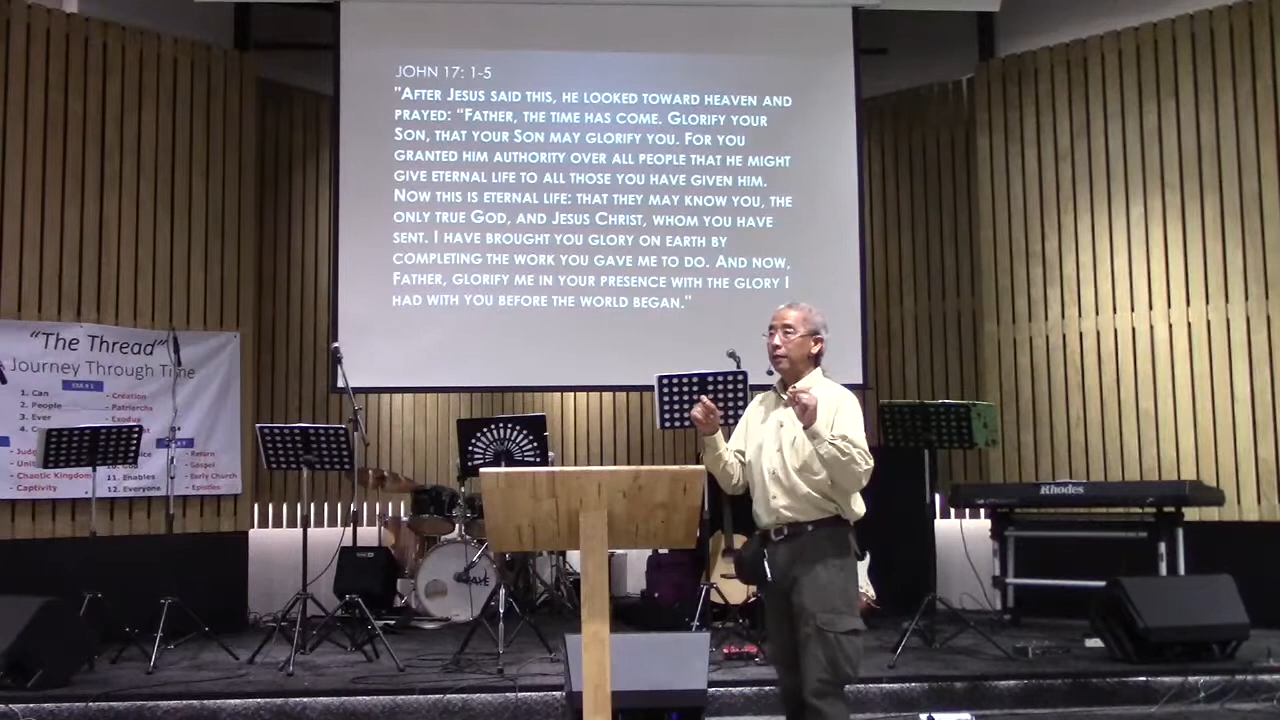 JOHN 17: 1-5
"AFTER JESUS SAID THIS, HE LOOKED TOWARD HEAVEN AND
PRAYED: "FATHER, THE TIME HAS COME. GLORIFY YOUR
SON, THAT YOUR SON MAY GLORIFY YOU. FOR YOU
GRANTED HIM AUTHORITY OVER ALL PEOPLE THAT HE MIGHT
GIVE ETERNAL LIFE TO ALL THOSE YOU HAVE GIVEN HIM.
NOW THIS IS ETERNAL LIFE: THAT THEY MAY KNOW YOU, THE
ONLY TRUE GOD, AND JESUS CHRIST, WHOM YOU HAVE
SENT. I HAVE BROUGHT YOU GLORY ON EARTH BY
COMPLETING THE WORK YOU GAVE ME TO DO. AND NOW,
FATHER, GLORIFY ME IN YOUR PRESENCE WITH THE GLORY I
HAD WITH YOU BEFORE THE WORLD BEGAN."
"The Thread"
Journey Through Time
1. Can - Creation
2. People - Patriarchs
3. Ever - Exodus
4.
- Return
- Gospel
Chaotic Kingdom 11. Enables - Early Church
Captivity 12. Everyone - Epistles
Rhodes